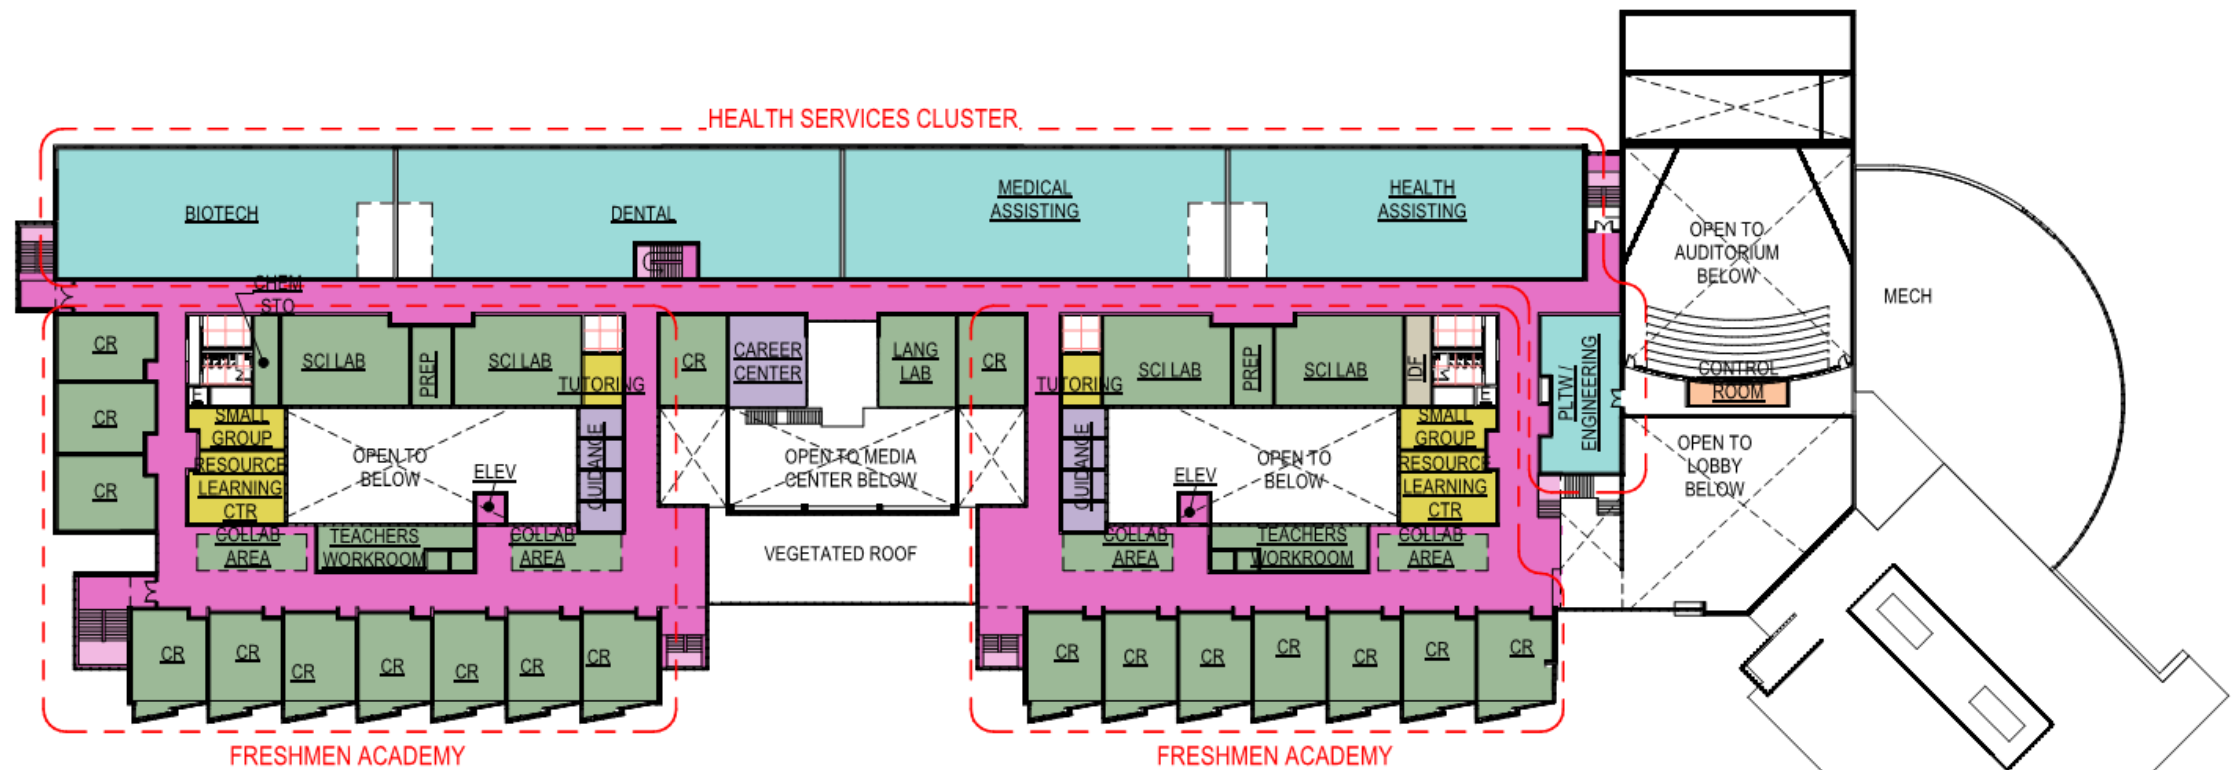 HEALTH SERVICES CLUSTER
BIOTECH
DENTAL
MEDICAL
ASSISTING
HEALTH
ASSISTING
OPEN TO
AUDITORIUM
BELOW
MECH
CHEM
STO
CR
CR
CR
SCI LAB
PREP
SCI LAB
TUTORING
CR
CAREER
CENTER
LANG
LAB
CR
TUTORING
SCI LAB
PREP
SCI LAB
IDF
M
E
PLTW/
ENGINEERING
CONTROL
ROOM
E
SMALL
GROUP
RESOURCE
LEARNING
CTR
OPEN TO
BELOW
ELEV
GUIDANCE
OPEN TO MEDIA
CENTER BELOW
GUIDANCE
ELEV
OPEN TO
BELOW
SMALL
GROUP
RESOURCE
LEARNING
CTR
OPEN TO
LOBBY
BELOW
COLLAB
AREA
TEACHERS
WORKROOM
COLLAB
AREA
VEGETATED ROOF
COLLAB
AREA
TEACHERS
WORKROOM
COLLAB
AREA
CR
CR
CR
CR
CR
CR
CR
CR
CR
CR
CR
CR
CR
CR
FRESHMEN ACADEMY
FRESHMEN ACADEMY